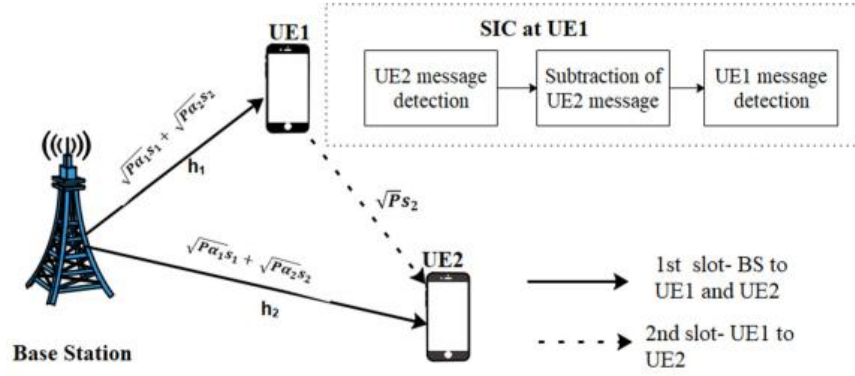 UE1
SIC at UE1
UE2 message
detection
Subtraction of
UE2 message
UE1 message
detection
√Pα₁s₁ + √Pα₂s₂
h₁
√Ps₂
√Pα₁s₁ + √Pα₂s₂
h₂
UE2
Base Station
1st slot- BS to
UE1 and UE2
2nd slot- UE1 to
UE2